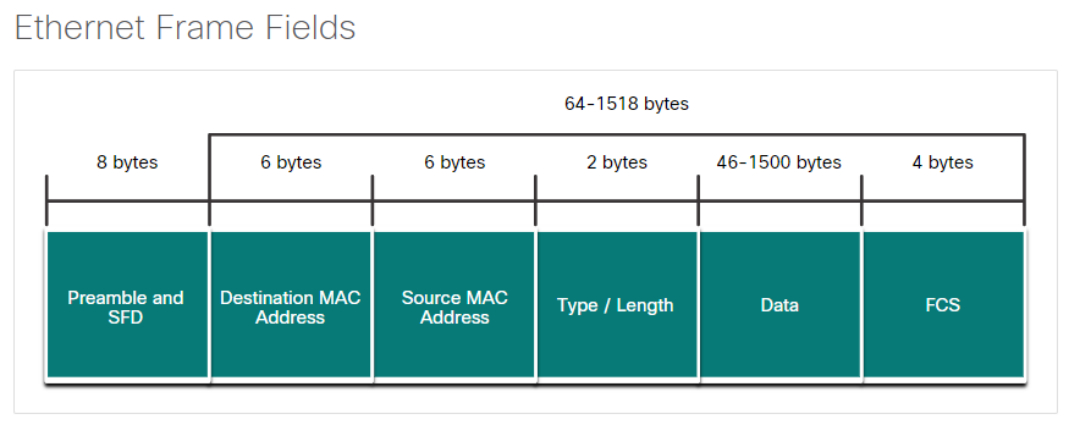 Ethernet Frame Fields
64-1518 bytes
8 bytes
6 bytes
6 bytes
2 bytes
46-1500 bytes
4 bytes
Preamble and
SFD
Destination MAC
Address
Source MAC
Address
Type / Length
Data
FCS